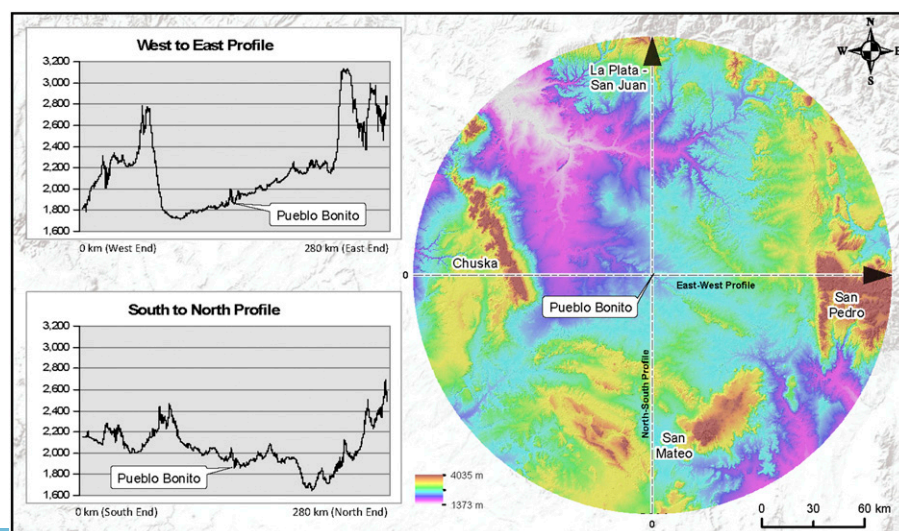 West to East Profile
3,200
3,000
2,800
2,600
2,400
2,200
2,000
1,800
1,600
Pueblo Bonito
0 km (West End)
280 km (East End)
South to North Profile
3,200
3,000
2,800
2,600
2,400
2,200
2,000
1,800
1,600
Pueblo Bonito
0 km (South End)
280 km (North End)
N
W
E
S
La Plata -
San Juan
Chuska
0
0
East-West Profile
Pueblo Bonito
San
Pedro
North-South Profile
San
Mateo
4035 m
1373 m
0
0 30 60 km